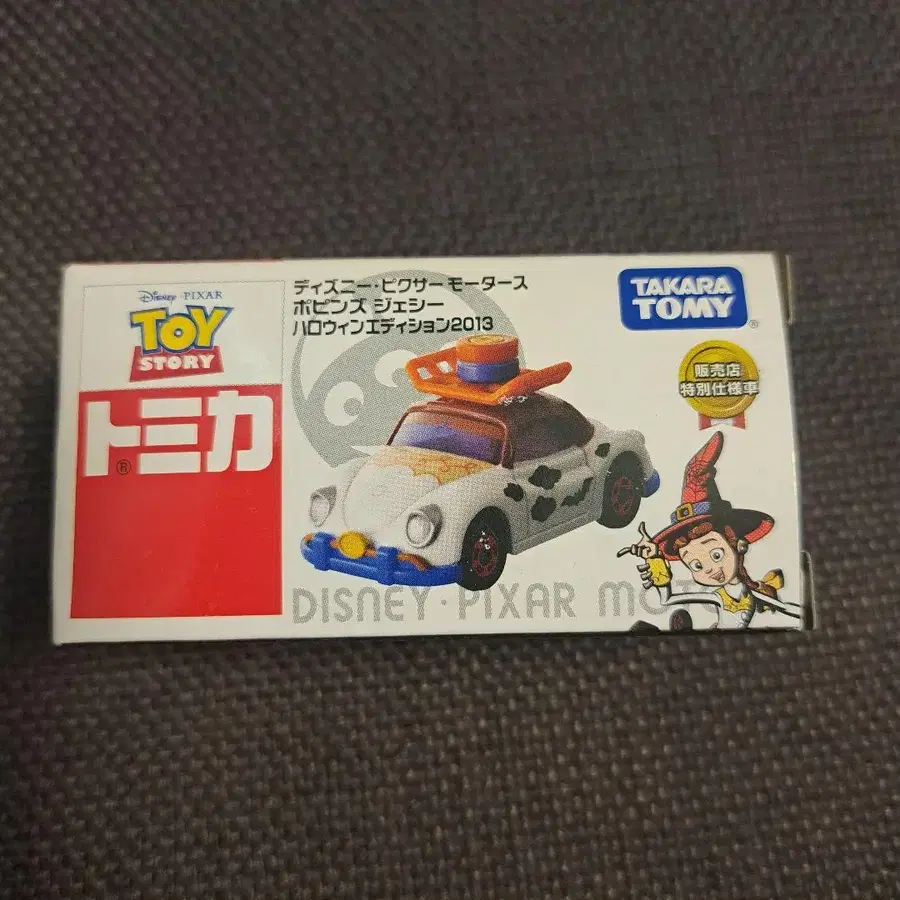 Disney・PIXAR
TOY
STORY
トミカ
®
ディズニー・ピクサー モータース
ポピンズ ジェシー
ハロウィンエディション2013
TAKARA
TOMY
®
販売店
特別仕様車
DISNEY・PIXAR MOT